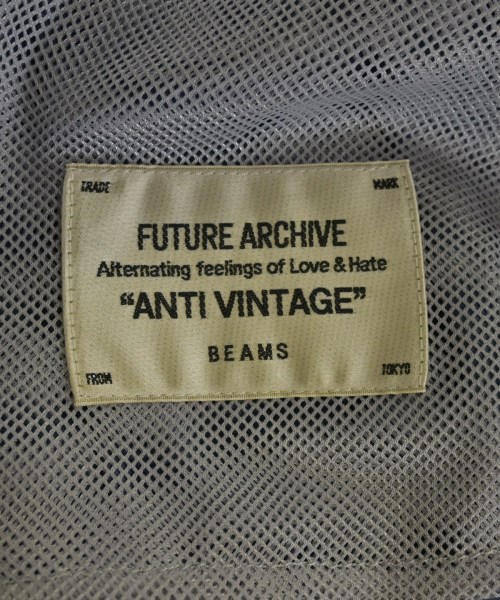 TRADE MARK
FUTURE ARCHIVE
Alternating feelings of Love & Hate
“ANTI VINTAGE”
BEAMS
FROM TOKYO